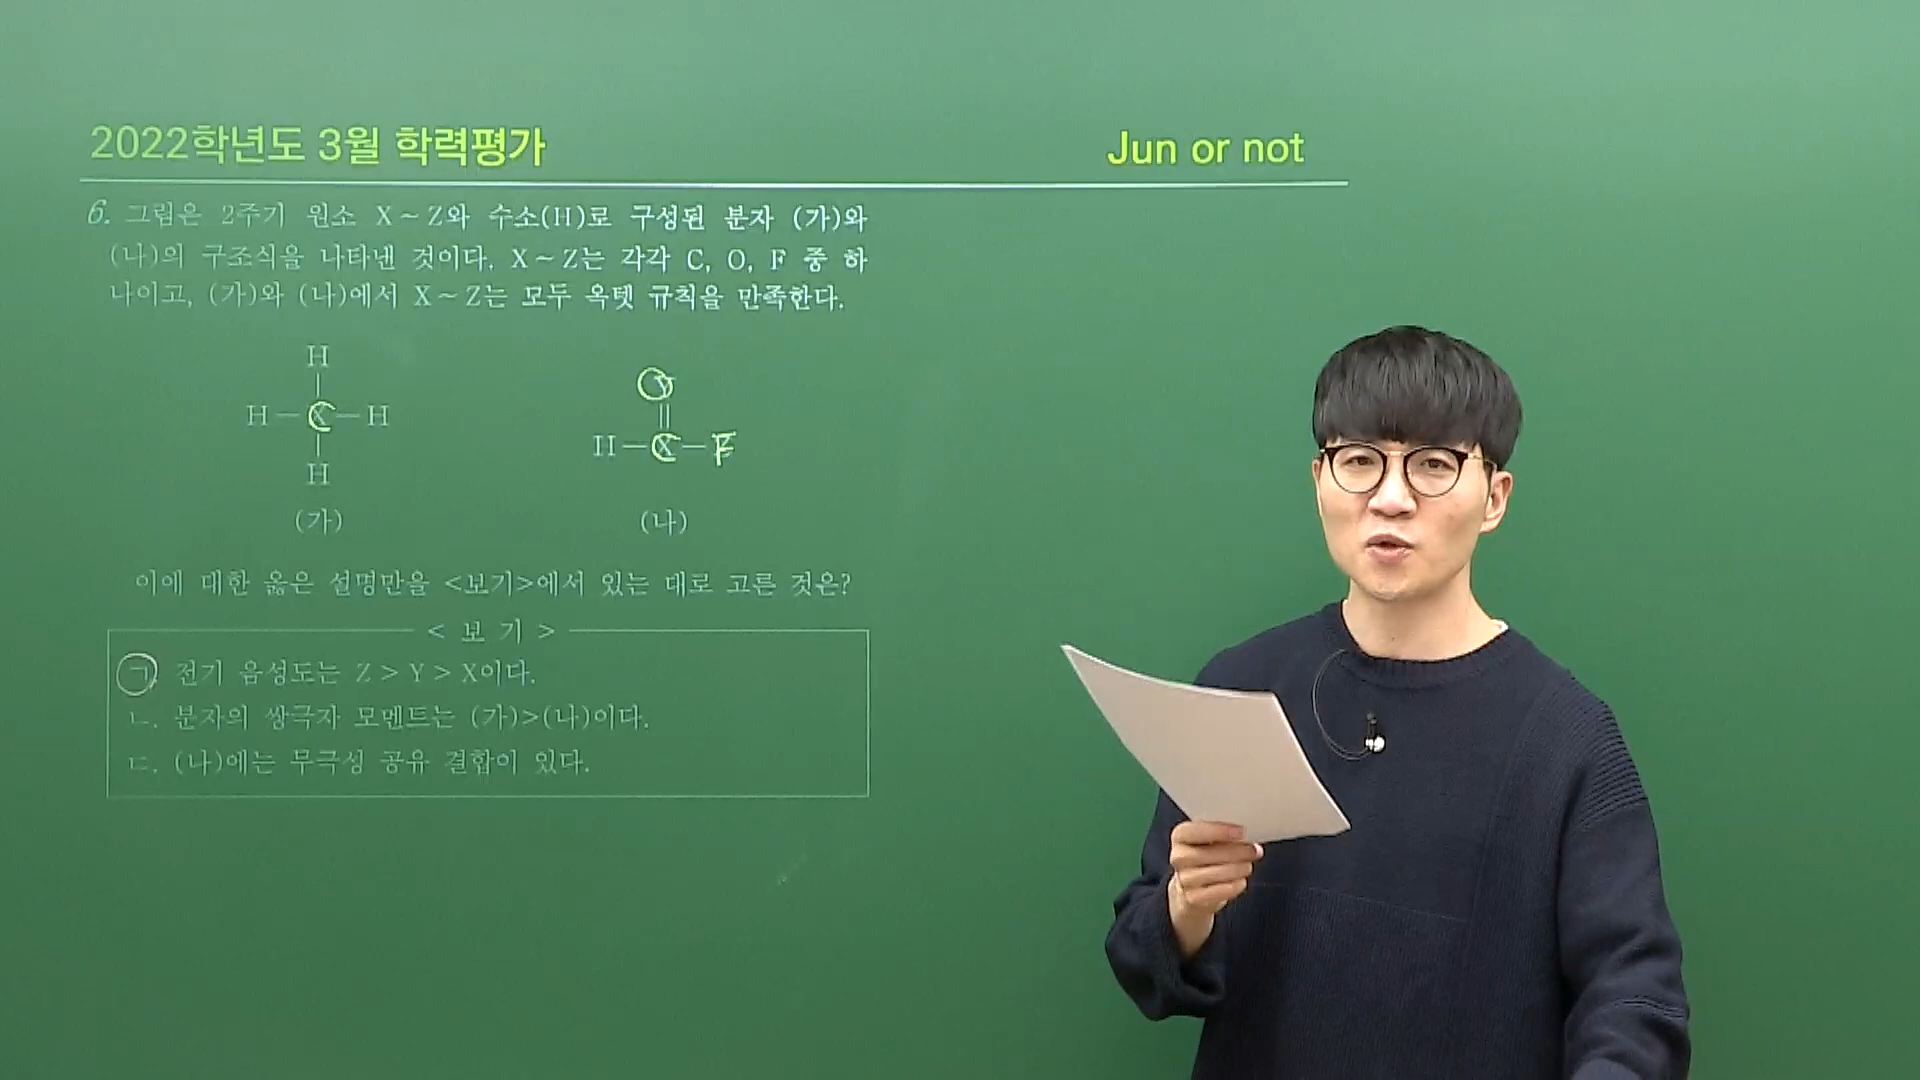 2022학년도 3월 학력평가
Jun or not
6. 그림은 2주기 원소 X ~ Z와 수소(H)로 구성된 분자 (가)와
(나)의 구조식을 나타낸 것이다. X ~ Z는 각각 C, O, F 중 하
나이고, (가)와 (나)에서 X ~ Z는 모두 옥텟 규칙을 만족한다.
H
H — C — H
H
(가)
O
H — C — F
(나)
이에 대한 옳은 설명만을 <보기>에서 있는 대로 고른 것은?
< 보 기 >
ㄱ 전기 음성도는 Z > Y > X이다.
ㄴ. 분자의 쌍극자 모멘트는 (가)>(나)이다.
ㄷ. (나)에는 무극성 공유 결합이 있다.